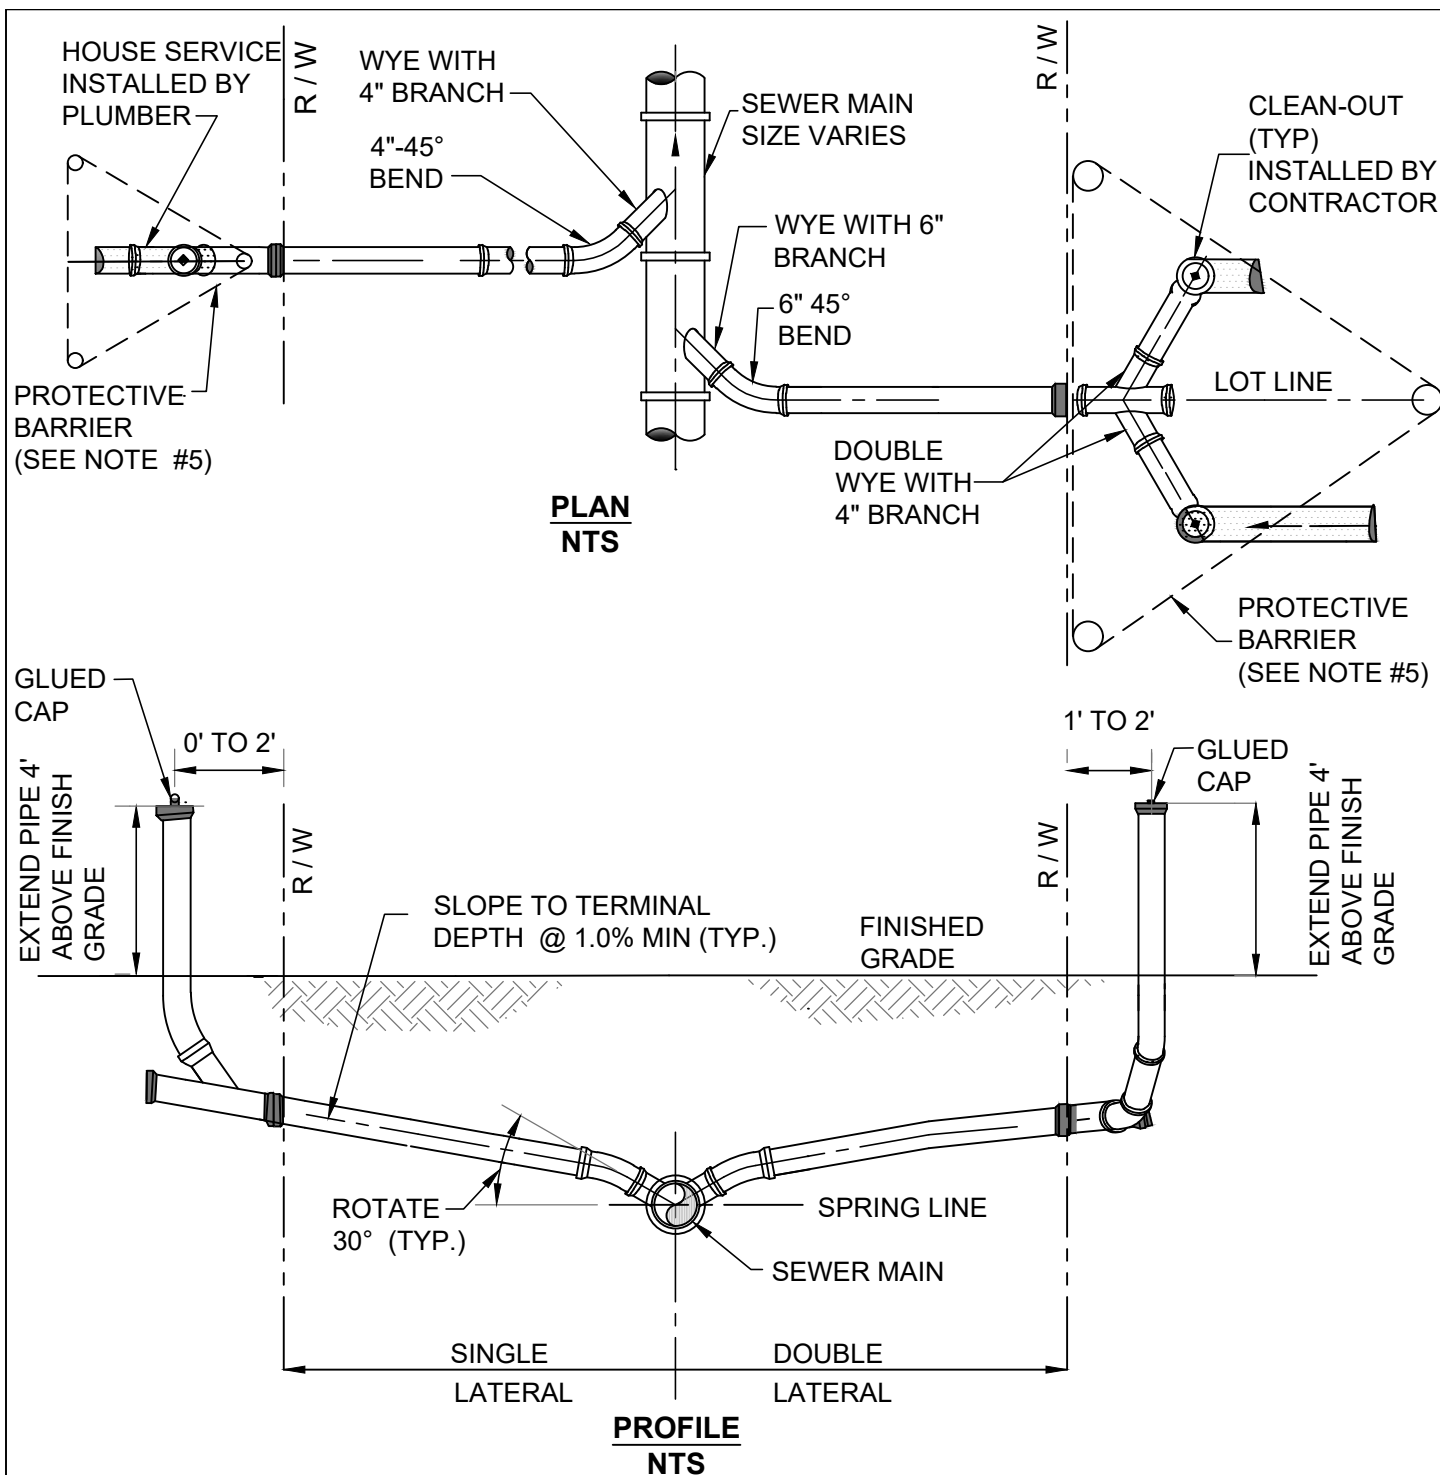 HOUSE SERVICE
INSTALLED BY
PLUMBER
R / W
WYE WITH
4" BRANCH
4"-45°
BEND
SEWER MAIN
SIZE VARIES
R / W
CLEAN-OUT
(TYP)
INSTALLED BY
CONTRACTOR
WYE WITH 6"
BRANCH
6" 45°
BEND
LOT LINE
PROTECTIVE
BARRIER
(SEE NOTE #5)
DOUBLE
WYE WITH
4" BRANCH
PLAN
NTS
PROTECTIVE
BARRIER
(SEE NOTE #5)
GLUED
CAP
0' TO 2'
1' TO 2'
GLUED
CAP
EXTEND PIPE 4'
ABOVE FINISH
GRADE
R / W
R / W
EXTEND PIPE 4'
ABOVE FINISH
GRADE
SLOPE TO TERMINAL
DEPTH @ 1.0% MIN (TYP.)
FINISHED
GRADE
ROTATE
30° (TYP.)
SPRING LINE
SEWER MAIN
SINGLE
LATERAL
DOUBLE
LATERAL
PROFILE
NTS